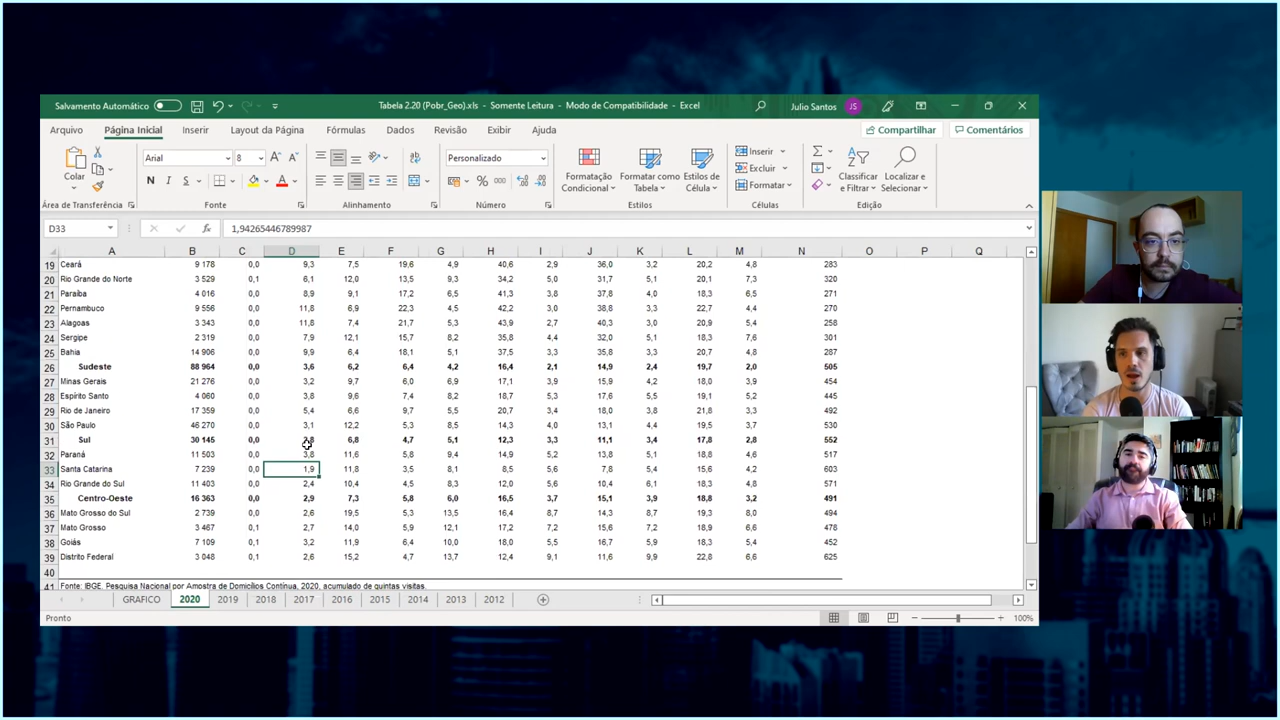 Salvamento Automático Tabela 2.20 (Pobr_Geo).xls - Somente Leitura - Modo de Compatibilidade - Excel Julio Santos JS
Arquivo Página Inicial Inserir Layout da Página Fórmulas Dados Revisão Exibir Ajuda Compartilhar Comentários
Colar Arial 8 Personalizado Formatação Condicional Formatar como Tabela Estilos de Célula Inserir Excluir Formatar Classificar e Filtrar Localizar e Selecionar
N I S % 000
Área de Transferência Fonte Alinhamento Número Estilos Células Edição
D33 fx 1,94265446789987
A B C D E F G H I J K L M N O P Q
19 Ceará 9 178 0,0 9,3 7,5 19,6 4,9 40,6 2,9 36,0 3,2 20,2 4,8 283
20 Rio Grande do Norte 3 529 0,1 6,1 12,0 13,5 9,3 34,2 5,0 31,7 5,1 20,1 7,3 320
21 Paraíba 4 016 0,0 8,9 9,1 17,2 6,5 41,3 3,8 37,8 4,0 18,3 6,5 271
22 Pernambuco 9 556 0,0 11,8 6,9 22,3 4,5 42,2 3,0 38,8 3,3 22,7 4,4 270
23 Alagoas 3 343 0,0 11,8 7,4 21,7 5,3 43,9 2,7 40,3 3,0 20,9 5,4 258
24 Sergipe 2 319 0,0 7,9 12,1 15,7 8,2 35,8 4,4 32,0 5,1 18,3 7,6 301
25 Bahia 14 906 0,0 9,9 6,4 18,1 5,1 37,5 3,3 35,8 3,3 20,7 4,8 287
26 Sudeste 88 964 0,0 3,6 6,2 6,4 4,2 16,4 2,1 14,9 2,4 19,7 2,0 505
27 Minas Gerais 21 276 0,0 3,2 8,4 6,0 6,9 17,1 3,9 15,9 4,2 18,0 3,9 454
28 Espírito Santo 4 060 0,0 3,8 9,6 7,4 8,2 18,7 5,3 17,6 5,5 19,1 5,2 445
29 Rio de Janeiro 17 359 0,0 5,4 6,6 9,7 5,5 20,7 3,4 18,0 3,8 21,8 3,3 492
30 São Paulo 46 270 0,0 3,1 12,2 5,3 8,5 14,3 4,0 13,1 4,4 19,5 3,7 530
31 Sul 30 145 0,0 6,8 4,7 5,1 12,3 3,3 11,1 3,4 17,8 2,8 552
32 Paraná 11 503 0,0 3,8 11,6 5,8 9,4 14,9 5,2 13,8 5,1 18,8 4,6 517
33 Santa Catarina 7 239 0,0 1,9 11,8 3,5 8,1 8,5 5,6 7,8 5,4 15,6 4,2 603
34 Rio Grande do Sul 11 403 0,0 2,4 10,4 4,5 8,3 12,0 5,6 10,4 6,1 18,3 4,8 571
35 Centro-Oeste 16 363 0,0 2,9 7,3 5,8 6,0 16,5 3,7 15,1 3,9 18,8 3,2 491
36 Mato Grosso do Sul 2 739 0,0 2,6 19,5 5,3 13,5 16,4 8,7 14,3 8,7 19,3 8,0 494
37 Mato Grosso 3 467 0,1 2,7 14,0 5,9 12,1 17,2 7,2 15,6 7,2 18,9 6,6 478
38 Goiás 7 109 0,1 3,2 11,9 6,4 10,0 18,0 5,5 16,7 5,9 18,3 5,4 452
39 Distrito Federal 3 048 0,1 2,6 15,2 4,7 13,7 12,4 9,1 11,6 9,9 22,8 6,6 625
40
41 Fonte: IBGE, Pesquisa Nacional por Amostra de Domicílios Contínua, 2020, acumulado de quintas visitas.
GRAFICO 2020 2019 2018 2017 2016 2015 2014 2013 2012
Pronto 100%